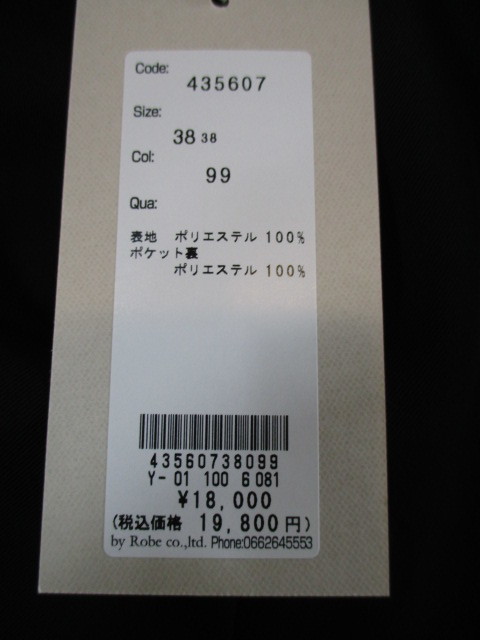 Code:
435607
Size:
38 38
Col:
99
Qua:
表地 ポリエステル 100%
ポケット裏
ポリエステル 100%
43560738099
Y- 01 100 6 081
¥18,000
(税込価格 19,800円)
by Robe co.,ltd. Phone:0662645553